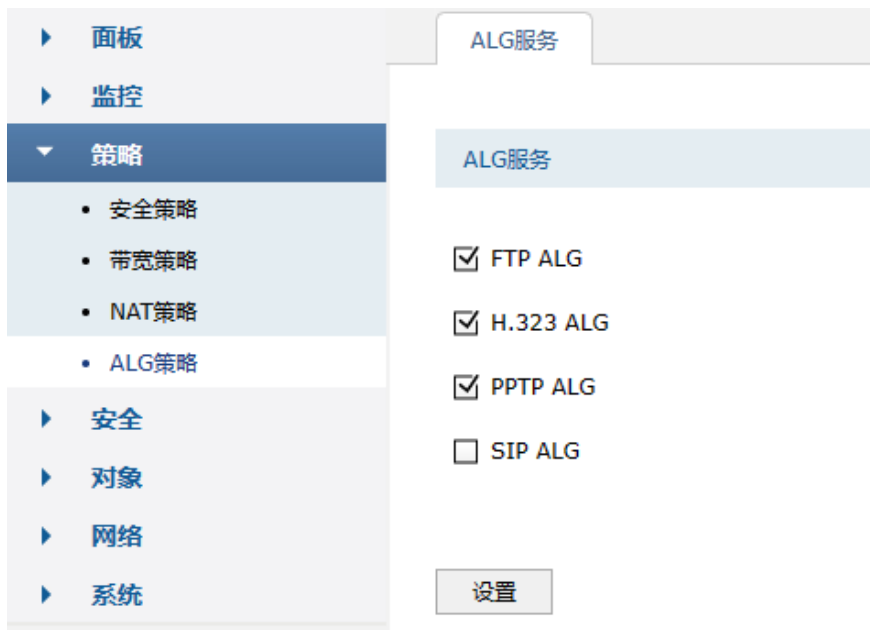 面板
监控
策略
安全策略
带宽策略
NAT策略
ALG策略
安全
对象
网络
系统
ALG服务
ALG服务
FTP ALG
H.323 ALG
PPTP ALG
SIP ALG
设置